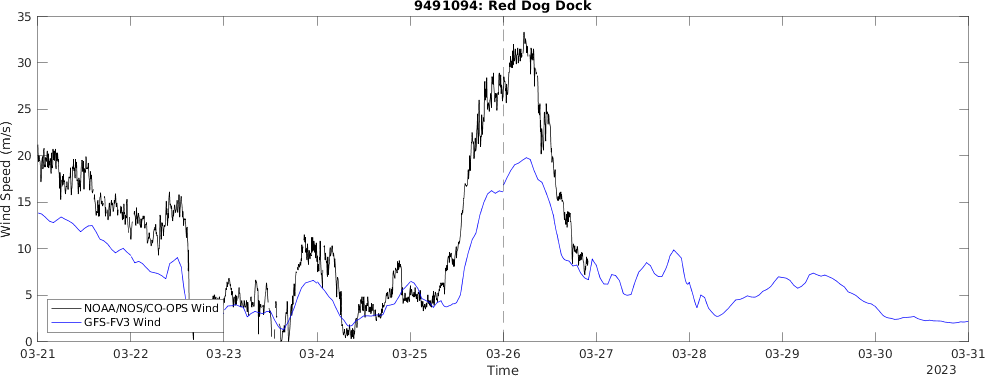 9491094: Red Dog Dock
35
30
25
20
15
10
5
0
Wind Speed (m/s)
NOAA/NOS/CO-OPS Wind
GFS-FV3 Wind
03-21 03-22 03-23 03-24 03-25 03-26 03-27 03-28 03-29 03-30 03-31
Time
2023